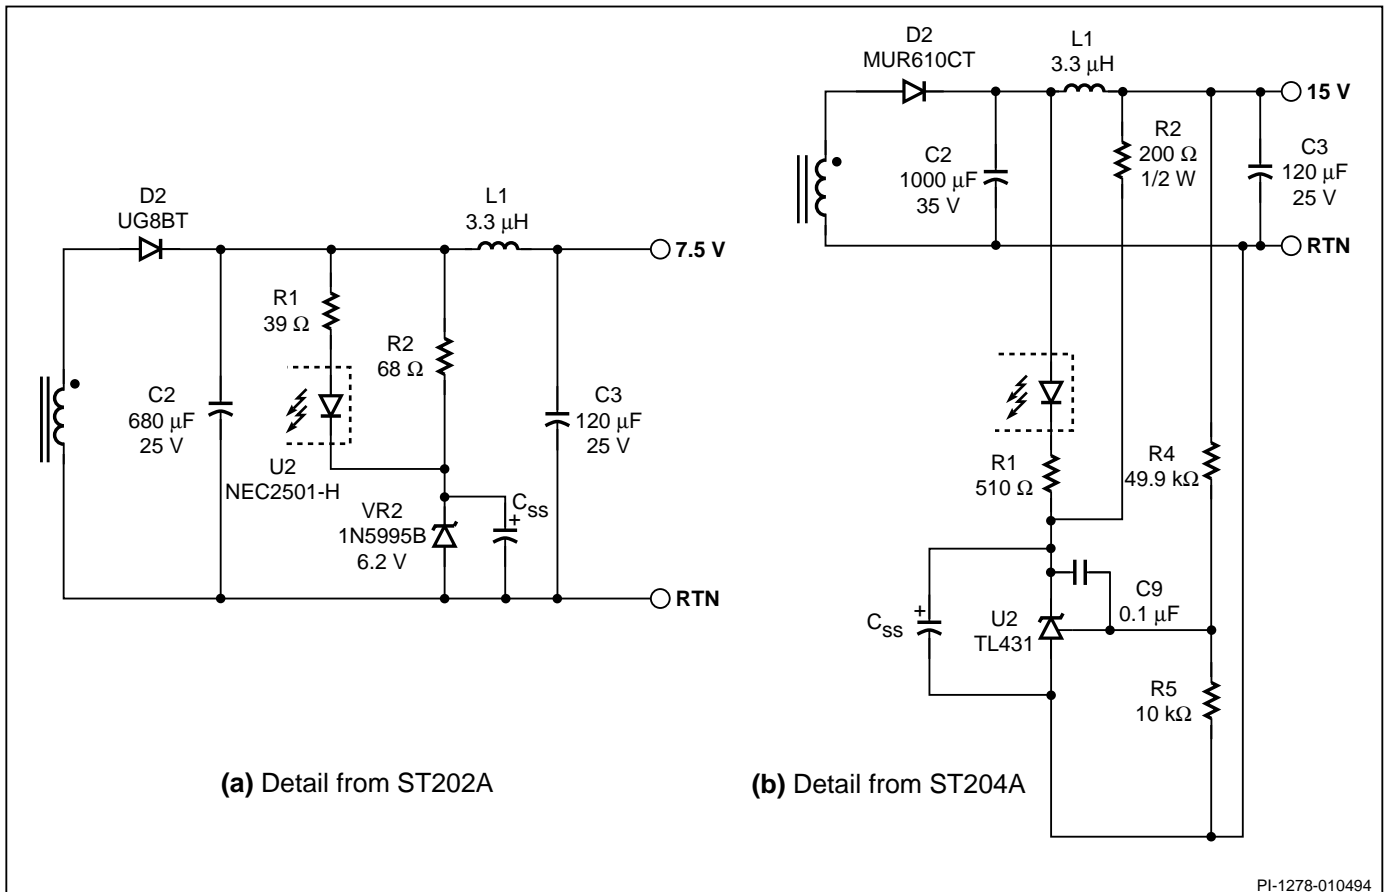 D2
UG8BT
L1
3.3 µH
7.5 V
R1
39 Ω
R2
68 Ω
C2
680 µF
25 V
C3
120 µF
25 V
U2
NEC2501-H
CSS
+
VR2
1N5995B
6.2 V
RTN
(a) Detail from ST202A
D2
MUR610CT
L1
3.3 µH
15 V
R2
200 Ω
1/2 W
C2
1000 µF
35 V
C3
120 µF
25 V
RTN
R1
510 Ω
R4
49.9 kΩ
C9
0.1 µF
+
CSS
U2
TL431
R5
10 kΩ
(b) Detail from ST204A
PI-1278-010494